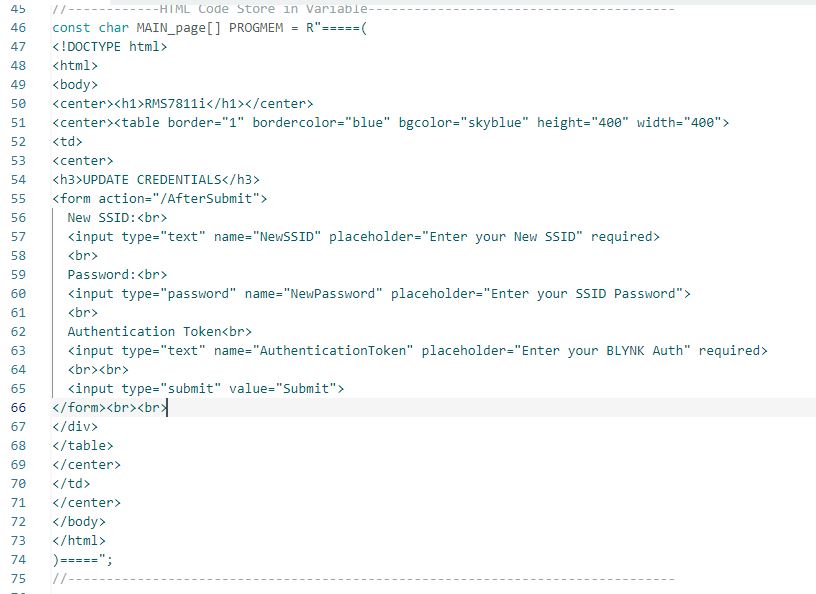 45 //------------HTML Code Store in Variable----------------------------------------
46 const char MAIN_page[] PROGMEM = R"=====(
47 <!DOCTYPE html>
48 <html>
49 <body>
50 <center><h1>RMS7811i</h1></center>
51 <center><table border="1" bordercolor="blue" bgcolor="skyblue" height="400" width="400">
52 <td>
53 <center>
54 <h3>UPDATE CREDENTIALS</h3>
55 <form action="/AfterSubmit">
56   New SSID:<br>
57   <input type="text" name="NewSSID" placeholder="Enter your New SSID" required>
58   <br>
59   Password:<br>
60   <input type="password" name="NewPassword" placeholder="Enter your SSID Password">
61   <br>
62   Authentication Token<br>
63   <input type="text" name="AuthenticationToken" placeholder="Enter your BLYNK Auth" required>
64   <br><br>
65   <input type="submit" value="Submit">
66 </form><br><br>
67 </div>
68 </table>
69 </center>
70 </td>
71 </center>
72 </body>
73 </html>
74 )=====";
75 //--------------------------------------------------------------------------------